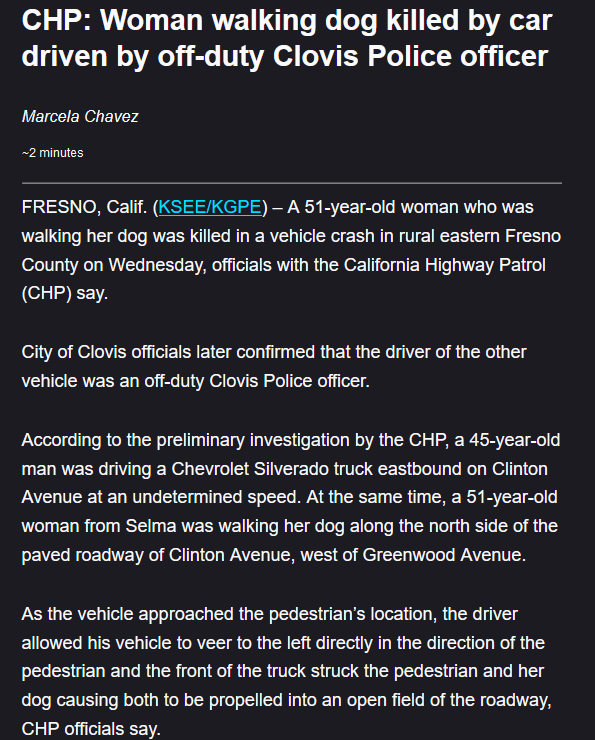 CHP: Woman walking dog killed by car
driven by off-duty Clovis Police officer
Marcela Chavez
~2 minutes
FRESNO, Calif. (KSEE/KGPE) – A 51-year-old woman who was
walking her dog was killed in a vehicle crash in rural eastern Fresno
County on Wednesday, officials with the California Highway Patrol
(CHP) say.
City of Clovis officials later confirmed that the driver of the other
vehicle was an off-duty Clovis Police officer.
According to the preliminary investigation by the CHP, a 45-year-old
man was driving a Chevrolet Silverado truck eastbound on Clinton
Avenue at an undetermined speed. At the same time, a 51-year-old
woman from Selma was walking her dog along the north side of the
paved roadway of Clinton Avenue, west of Greenwood Avenue.
As the vehicle approached the pedestrian’s location, the driver
allowed his vehicle to veer to the left directly in the direction of the
pedestrian and the front of the truck struck the pedestrian and her
dog causing both to be propelled into an open field of the roadway,
CHP officials say.